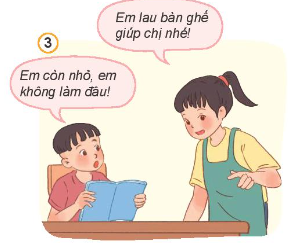 3
Em lau bàn ghế
giúp chị nhé!
Em còn nhỏ, em
không làm đâu!